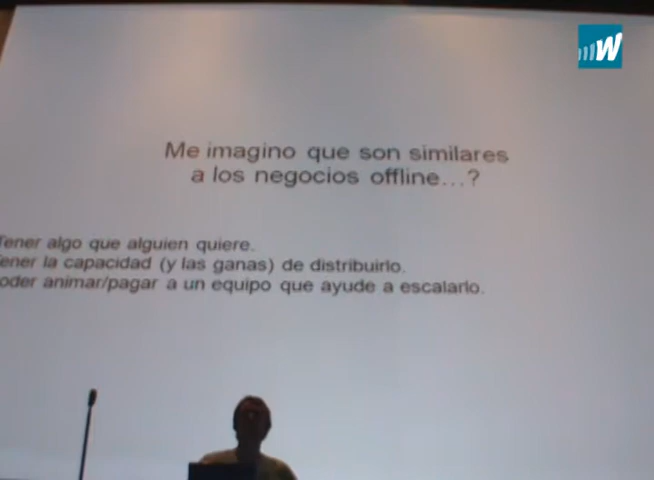 W
Me imagino que son similares
a los negocios offline...?
Tener algo que alguien quiere.
Tener la capacidad (y las ganas) de distribuirlo.
oder animar/pagar a un equipo que ayude a escalarlo.